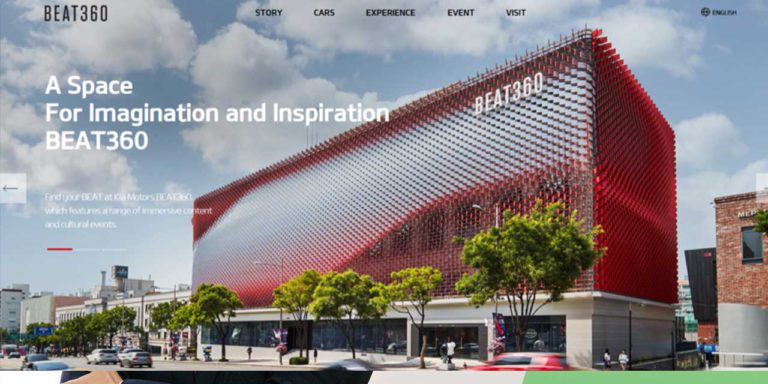 BEAT360
STORY
CARS
EXPERIENCE
EVENT
VISIT
ENGLISH
A Space
For Imagination and Inspiration
BEAT360
BEAT360
Find your BEAT at Kia Motors BEAT360,
which features a range of immersive content
and cultural events.